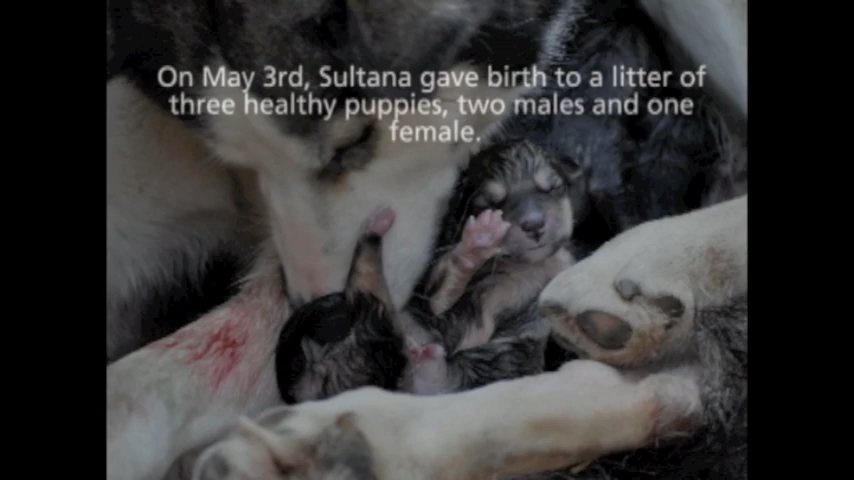 On May 3rd, Sultana gave birth to a litter of
three healthy puppies, two males and one
female.